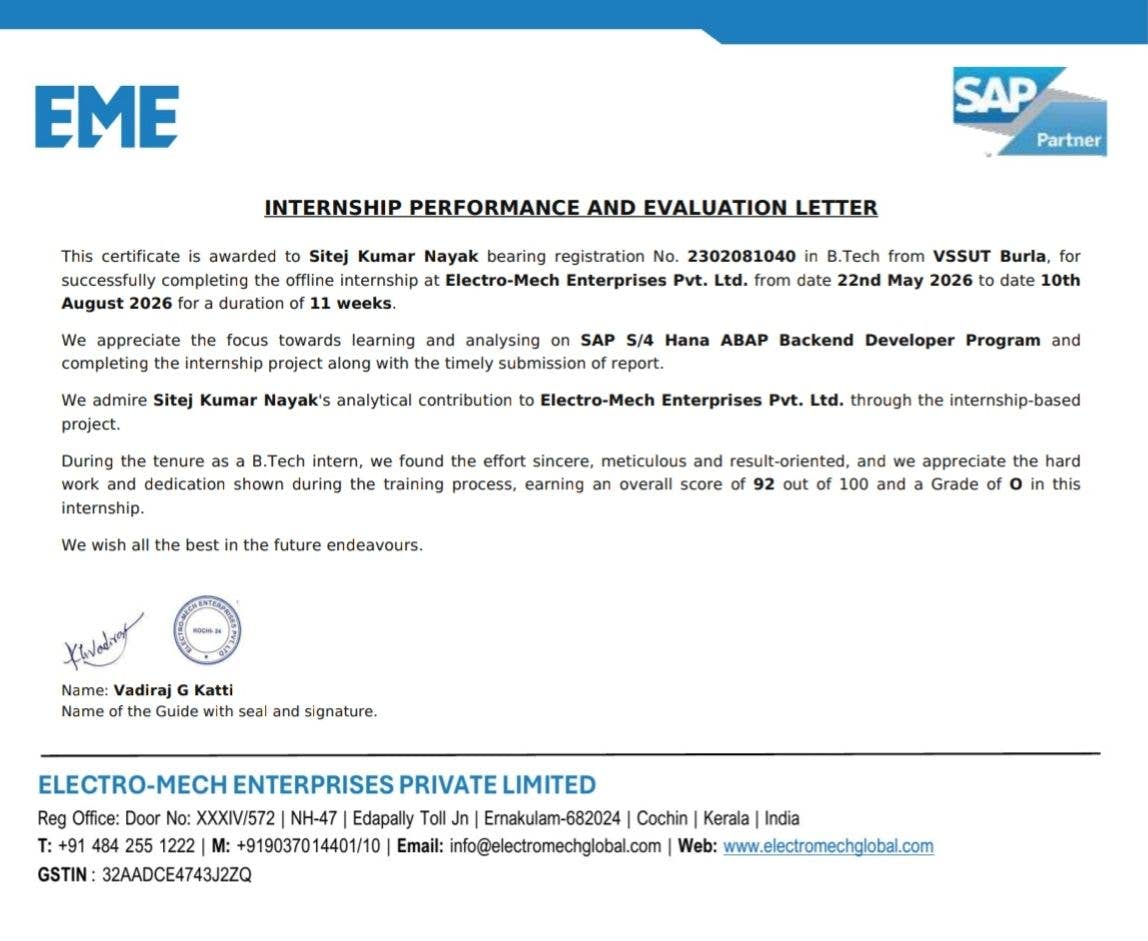 EME
SAP
Partner
INTERNSHIP PERFORMANCE AND EVALUATION LETTER
This certificate is awarded to Sitej Kumar Nayak bearing registration No. 2302081040 in B.Tech from VSSUT Burla, for
successfully completing the offline internship at Electro-Mech Enterprises Pvt. Ltd. from date 22nd May 2026 to date 10th
August 2026 for a duration of 11 weeks.
We appreciate the focus towards learning and analysing on SAP S/4 Hana ABAP Backend Developer Program and
completing the internship project along with the timely submission of report.
We admire Sitej Kumar Nayak's analytical contribution to Electro-Mech Enterprises Pvt. Ltd. through the internship-based
project.
During the tenure as a B.Tech intern, we found the effort sincere, meticulous and result-oriented, and we appreciate the hard
work and dedication shown during the training process, earning an overall score of 92 out of 100 and a Grade of O in this
internship.
We wish all the best in the future endeavours.
ELECTRO-MECH ENTERPRISES PVT. LTD
KOCHI- 24
Name: Vadiraj G Katti
Name of the Guide with seal and signature.
ELECTRO-MECH ENTERPRISES PRIVATE LIMITED
Reg Office: Door No: XXXIV/572 | NH-47 | Edapally Toll Jn | Ernakulam-682024 | Cochin | Kerala | India
T: +91 484 255 1222 | M: +919037014401/10 | Email: info@electromechglobal.com | Web: www.electromechglobal.com
GSTIN : 32AADCE4743J2ZQ